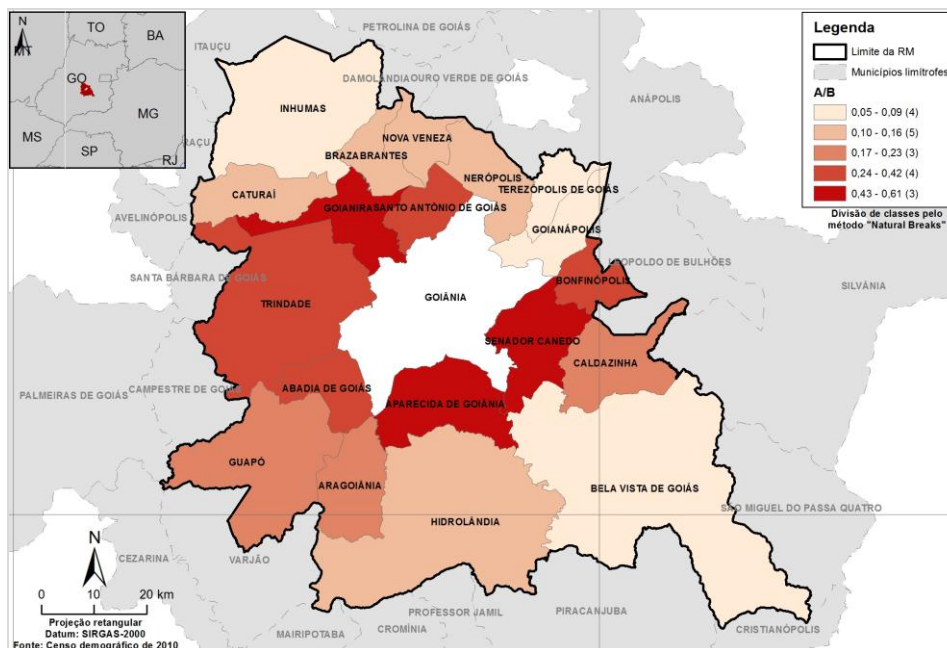 N
TO
BA
MT
GO
MG
MS
SP
RJ
PETROLINA DE GOIÁS
ITAUÇU
DAMOLANDIA
OURO VERDE DE GOIÁS
ANÁPOLIS
INHUMAS
NOVA VENEZA
BRAZABRANTES
NERÓPOLIS
TEREZÓPOLIS DE GOIÁS
CATURAÍ
GOIANIRA
SANTO ANTÔNIO DE GOIÁS
AVELINÓPOLIS
GOIANÁPOLIS
LEOPOLDO DE BULHÕES
SANTA BÁRBARA DE GOIÁS
BONFINÓPOLIS
SILVÂNIA
TRINDADE
GOIÂNIA
SENADOR CANEDO
CALDAZINHA
PALMEIRAS DE GOIÁS
CAMPESTRE DE GOIÁS
ABADIA DE GOIÁS
APARECIDA DE GOIÂNIA
GUAPÓ
ARAGOIÂNIA
BELA VISTA DE GOIÁS
SÃO MIGUEL DO PASSA QUATRO
HIDROLÂNDIA
CEZARINA
VARJÃO
PROFESSOR JAMIL
PIRACANJUBA
MAIRIPOTABA
CROMÍNIA
CRISTIANÓPOLIS
Legenda
Limite da RM
Municípios limítrofes
A/B
0,05 - 0,09 (4)
0,10 - 0,16 (5)
0,17 - 0,23 (3)
0,24 - 0,42 (4)
0,43 - 0,61 (3)
Divisão de classes pelo
método "Natural Breaks"
N
0 10 20 km
Projeção retangular
Datum: SIRGAS-2000
Fonte: Censo demográfico de 2010